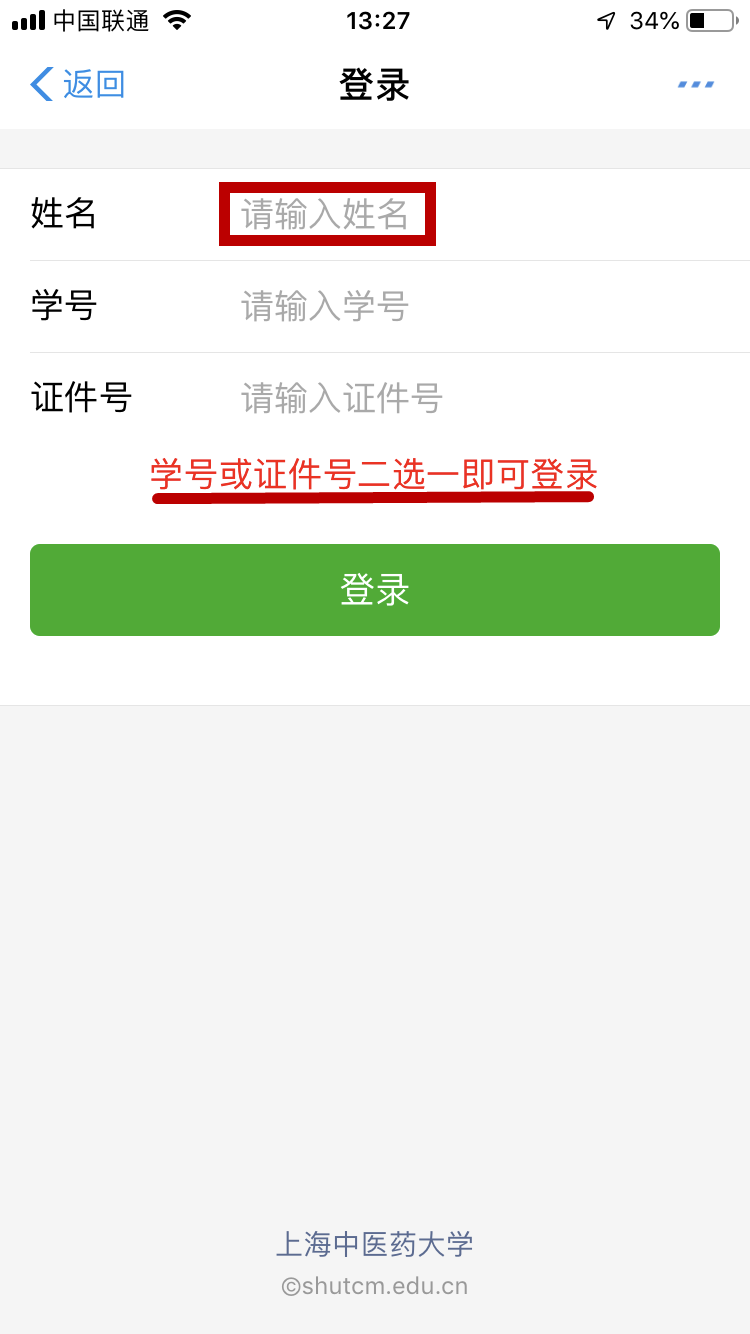 中国联通 13:27 34%
返回 登录
姓名 请输入姓名
学号 请输入学号
证件号 请输入证件号
学号或证件号二选一即可登录
登录
上海中医药大学
©shutcm.edu.cn